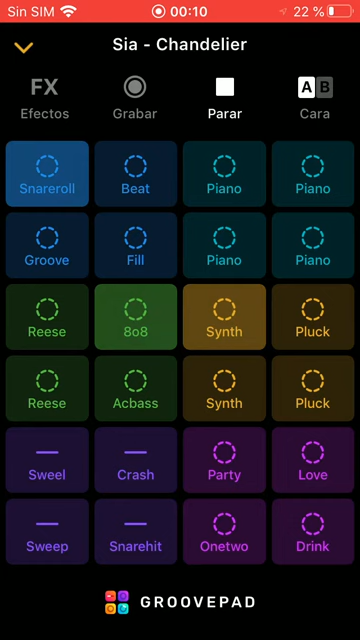 Sin SIM 00:10 22 %
Sia - Chandelier
FX A B
Efectos Grabar Parar Cara
Snareroll Beat Piano Piano
Groove Fill Piano Piano
Reese 8o8 Synth Pluck
Reese Acbass Synth Pluck
Sweel Crash Party Love
Sweep Snarehit Onetwo Drink
GROOVEPAD